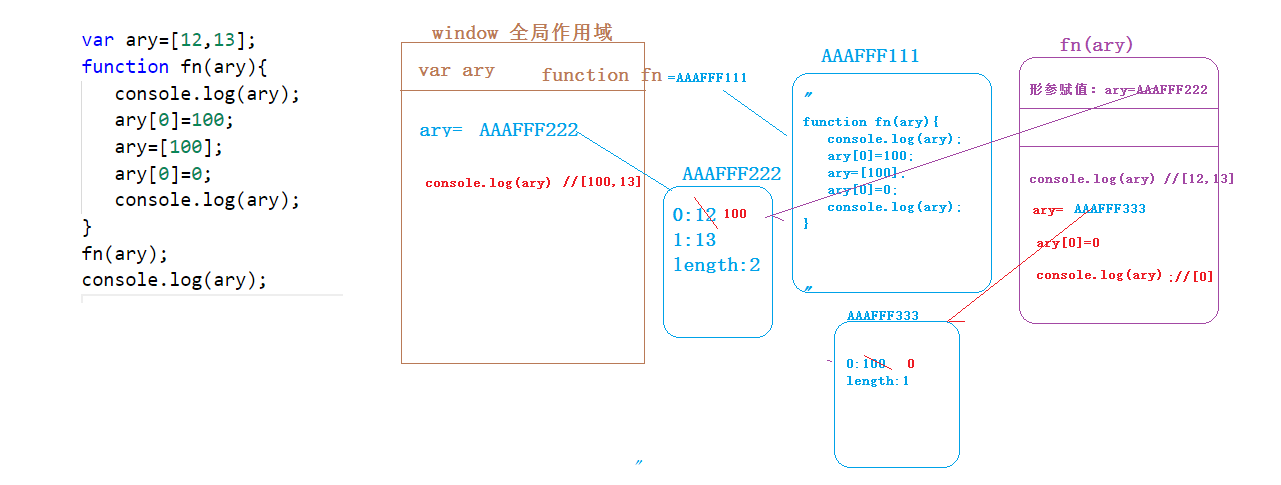 var ary=[12,13];
function fn(ary){
console.log(ary);
ary[0]=100;
ary=[100];
ary[0]=0;
console.log(ary);
}
fn(ary);
console.log(ary);
window 全局作用域
var ary
function fn =AAAFFF111
ary= AAAFFF222
console.log(ary) //[100,13]
AAAFFF222
0:12 100
1:13
length:2
AAAFFF111
"
function fn(ary){
console.log(ary);
ary[0]=100;
ary=[100];
ary[0]=0;
console.log(ary);
}
"
AAAFFF333
0:100 0
length:1
fn(ary)
形参赋值：ary=AAAFFF222
console.log(ary) //[12,13]
ary= AAAFFF333
ary[0]=0
console.log(ary) ://[0]
"